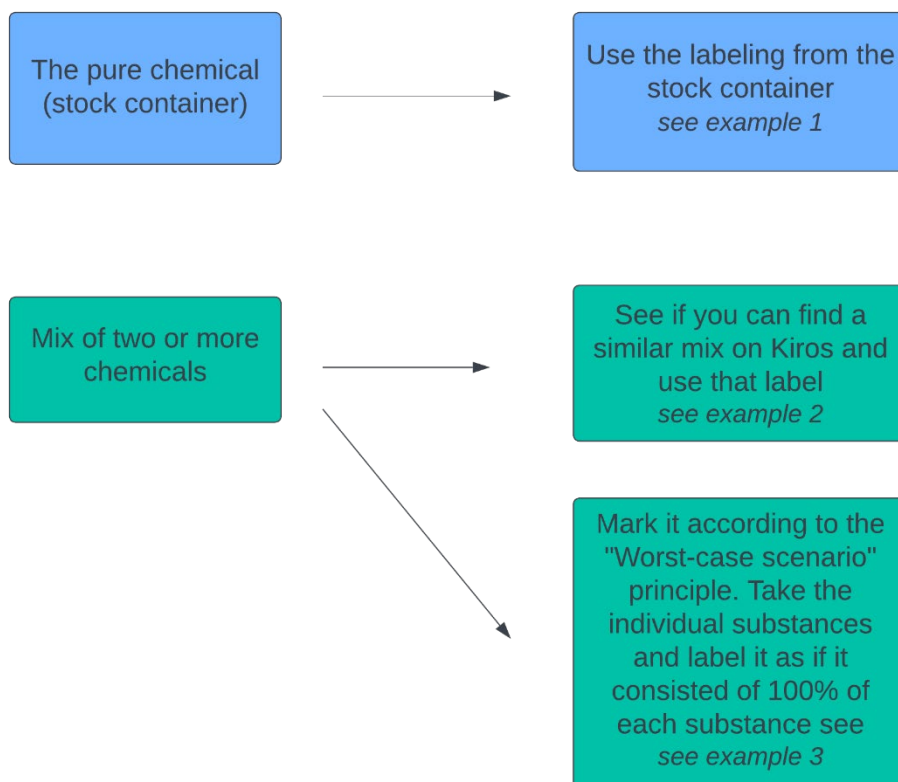 The pure chemical
(stock container)
Use the labeling from the
stock container
see example 1
Mix of two or more
chemicals
See if you can find a
similar mix on Kiros and
use that label
see example 2
Mark it according to the
"Worst-case scenario"
principle. Take the
individual substances
and label it as if it
consisted of 100% of
each substance see
see example 3